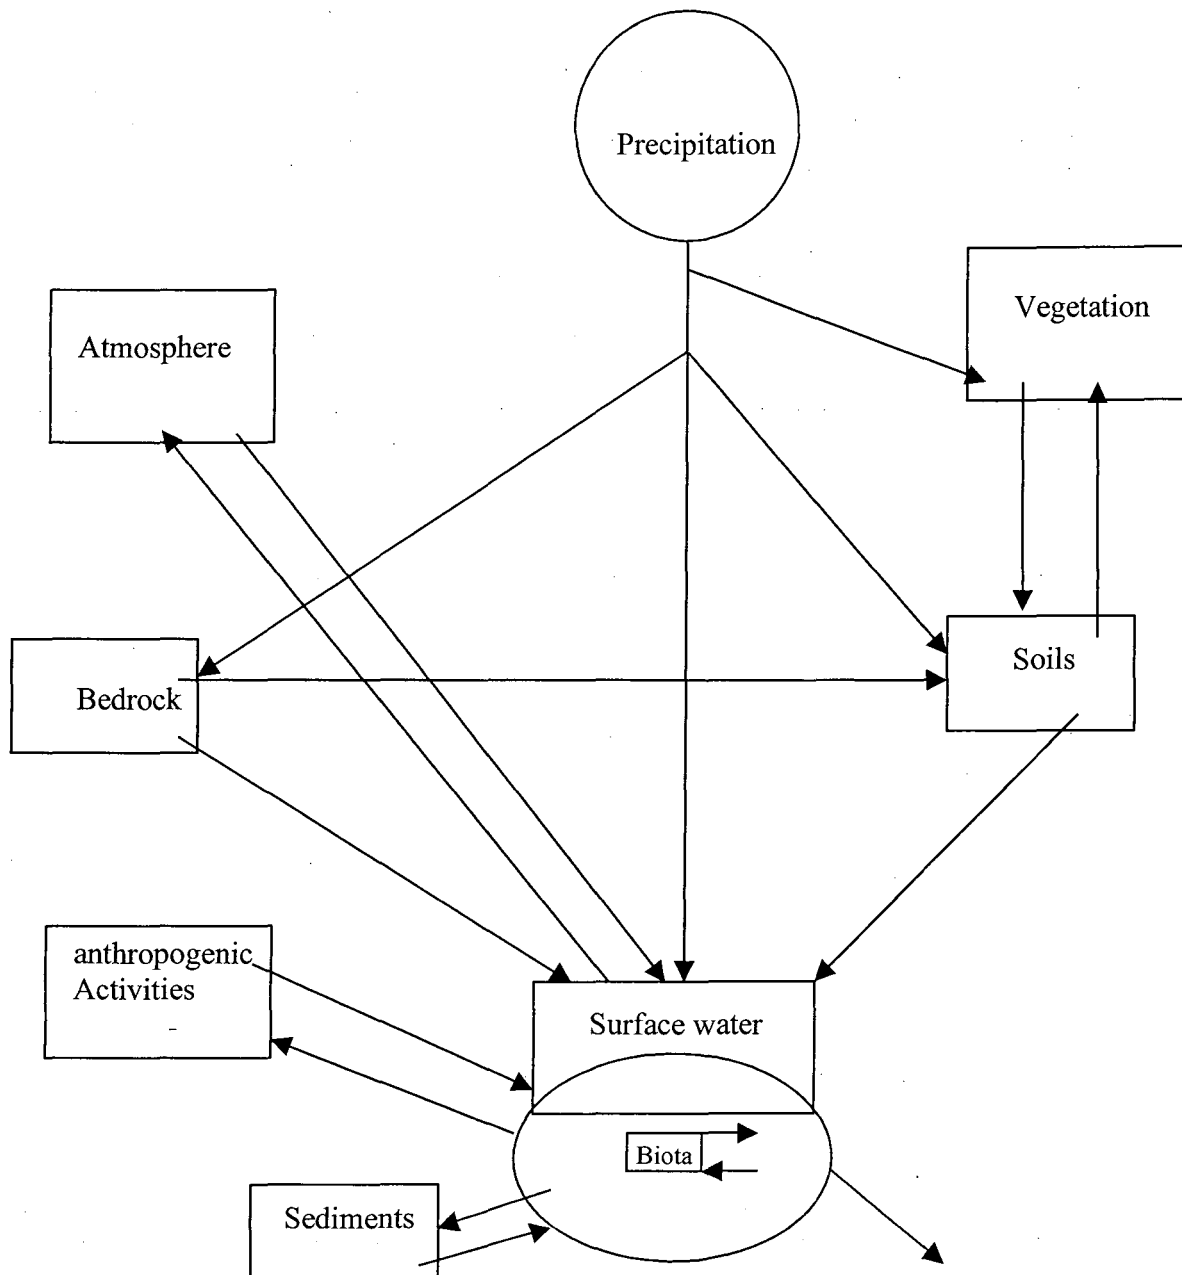 Precipitation
Vegetation
Atmosphere
Soils
Bedrock
anthropogenic
Activities
Surface water
Biota
Sediments